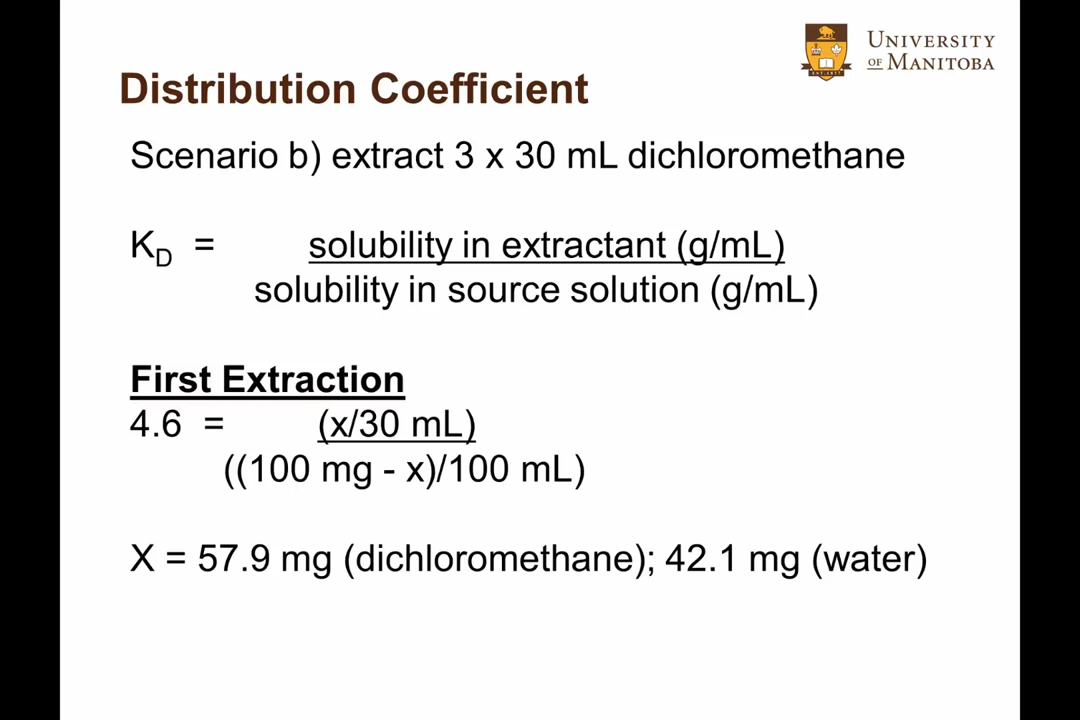 UNIVERSITY
OF MANITOBA
Distribution Coefficient
Scenario b) extract 3 x 30 mL dichloromethane
KD = solubility in extractant (g/mL)
solubility in source solution (g/mL)
First Extraction
4.6 = (x/30 mL)
((100 mg - x)/100 mL)
X = 57.9 mg (dichloromethane); 42.1 mg (water)